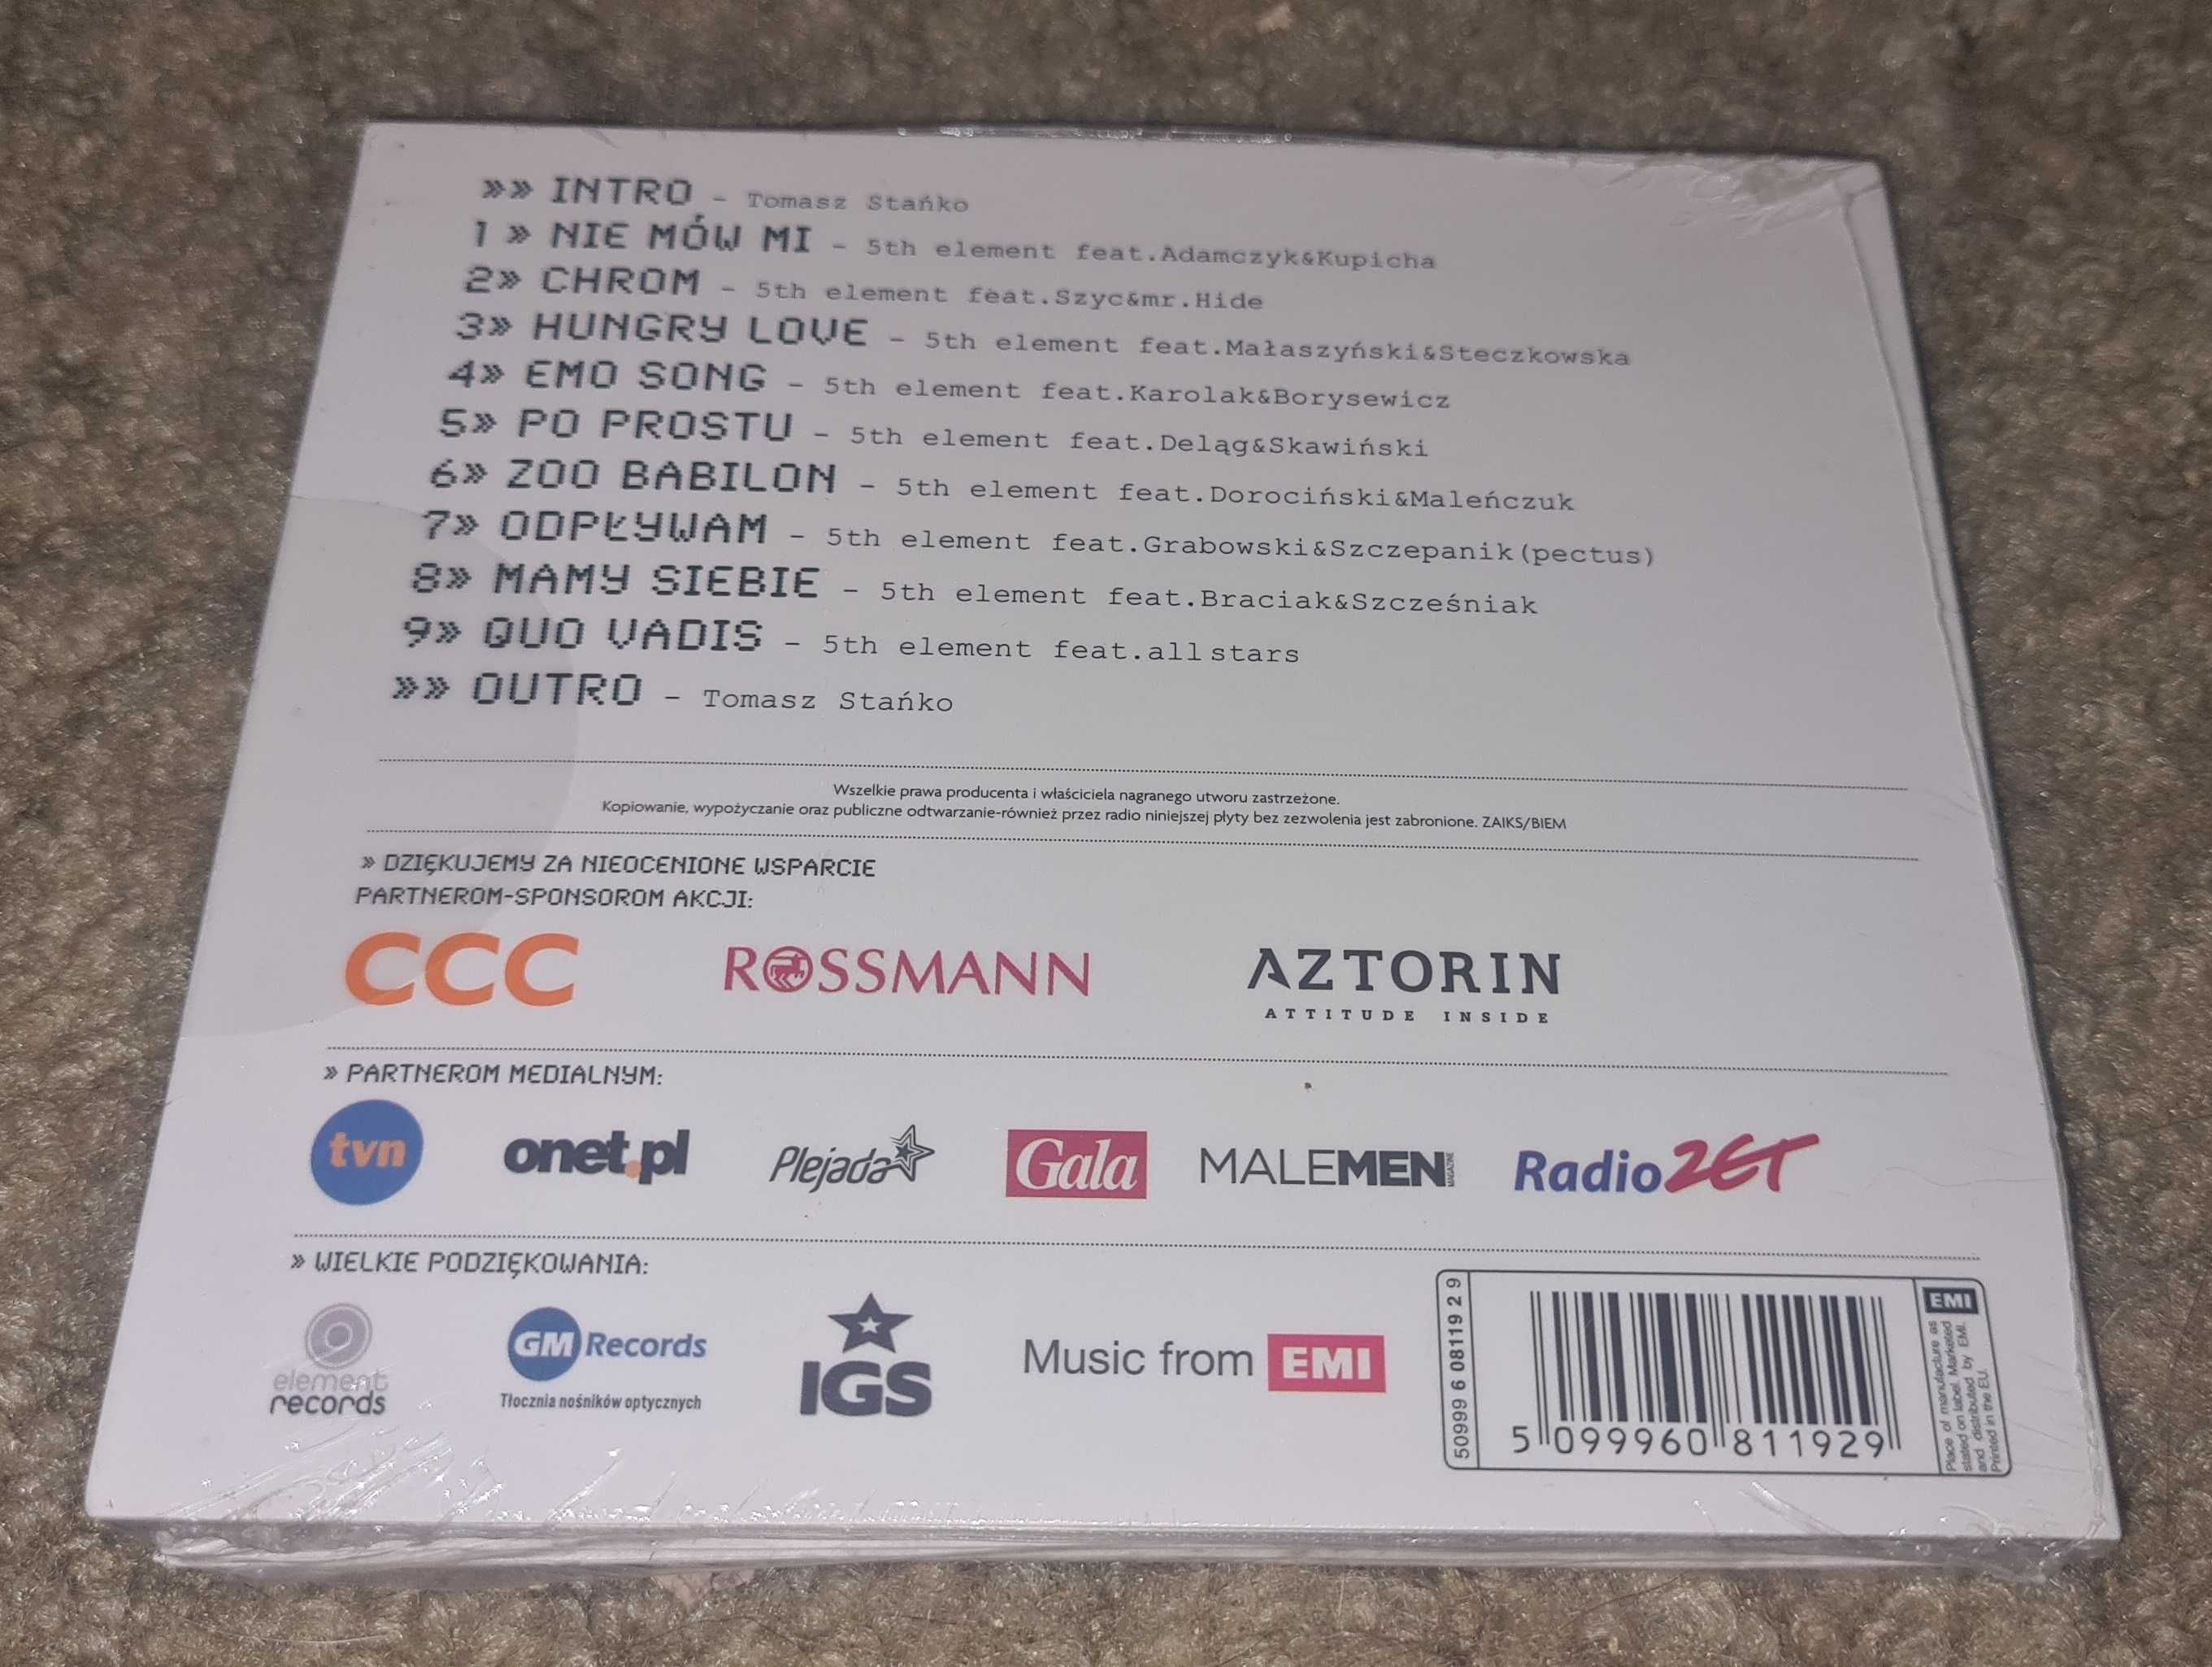 »» INTRO - Tomasz Stańko
1 » NIE MÓW MI - 5th element feat.Adamczyk&Kupicha
2» CHROM - 5th element feat.Szyc&mr.Hide
3» HUNGRY LOVE - 5th element feat.Małaszyński&Steczkowska
4» EMO SONG - 5th element feat.Karolak&Borysewicz
5» PO PROSTU - 5th element feat.Deląg&Skawiński
6» ZOO BABILON - 5th element feat.Dorociński&Maleńczuk
7» ODPŁYWAM - 5th element feat.Grabowski&Szczepanik(pectus)
8» MAMY SIEBIE - 5th element feat.Braciak&Szcześniak
9» QUO VADIS - 5th element feat.all stars
»» OUTRO - Tomasz Stańko
Wszelkie prawa producenta i właściciela nagranego utworu zastrzeżone.
Kopiowanie, wypożyczanie oraz publiczne odtwarzanie-również przez radio niniejszej płyty bez zezwolenia jest zabronione. ZAIKS/BIEM
» DZIĘKUJEMY ZA NIEOCENIONE WSPARCIE
PARTNEROM-SPONSOROM AKCJI:
CCC
ROSSMANN
AZTORIN
ATTITUDE INSIDE
» PARTNEROM MEDIALNYM:
tvn
onet.pl
Plejada
Gala
MALEMEN MAGAZINE
Radio ZET
» WIELKIE PODZIĘKOWANIA:
element
records
GM Records
Tłocznia nośników optycznych
IGS
Music from EMI
50999 6 08119 2 9
5 099960 811929
EMI
Place of manufacture as
stated on label. Marketed
and distributed by EMI.
Printed in the EU.